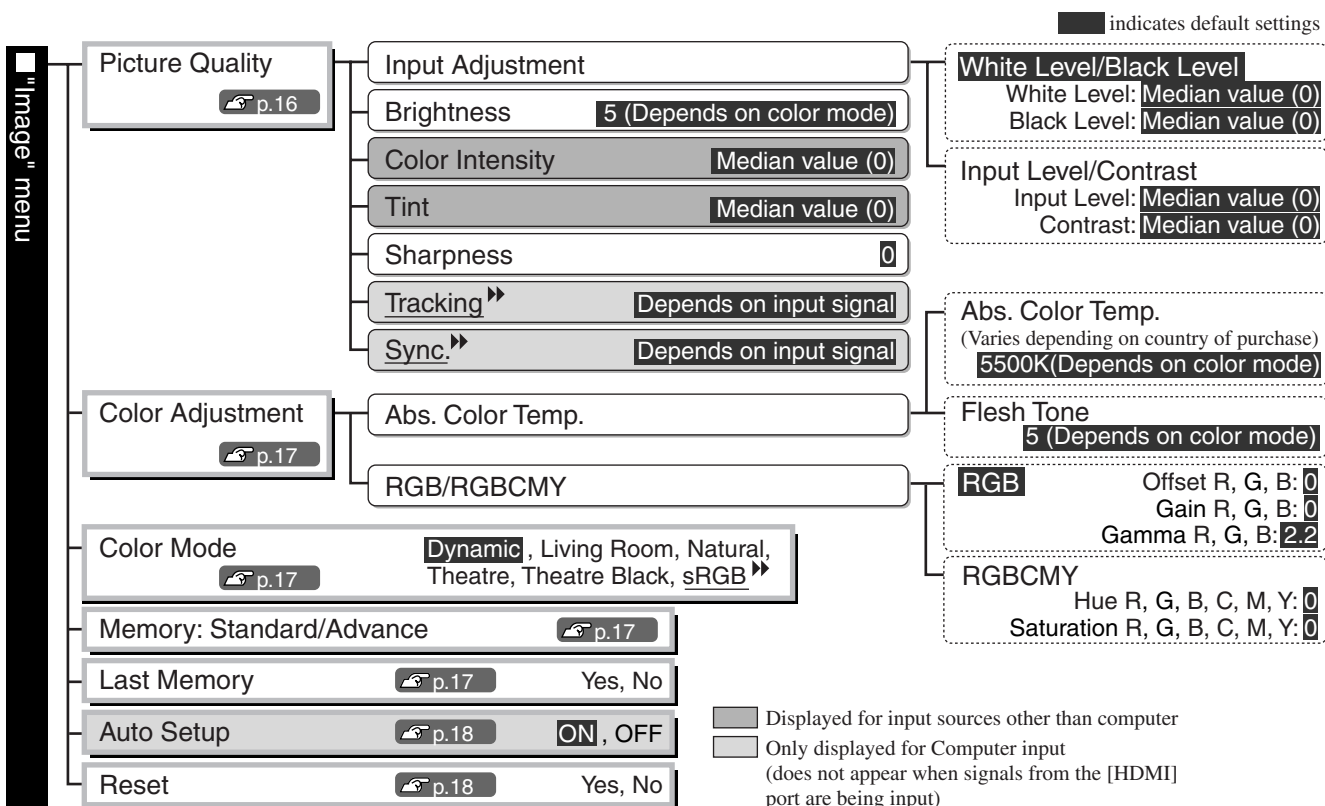 indicates default settings
"Image" menu
Picture Quality
p.16
Input Adjustment
White Level/Black Level
White Level: Median value (0)
Black Level: Median value (0)
Input Level/Contrast
Input Level: Median value (0)
Contrast: Median value (0)
Brightness 5 (Depends on color mode)
Color Intensity Median value (0)
Tint Median value (0)
Sharpness 0
Tracking Depends on input signal
Sync. Depends on input signal
Color Adjustment
p.17
Abs. Color Temp.
Abs. Color Temp.
(Varies depending on country of purchase)
5500K(Depends on color mode)
Flesh Tone
5 (Depends on color mode)
RGB/RGBCMY
RGB Offset R, G, B: 0
Gain R, G, B: 0
Gamma R, G, B: 2.2
RGBCMY
Hue R, G, B, C, M, Y: 0
Saturation R, G, B, C, M, Y: 0
Color Mode
p.17
Dynamic , Living Room, Natural,
Theatre, Theatre Black, sRGB
Memory: Standard/Advance p.17
Last Memory p.17 Yes, No
Auto Setup p.18 ON , OFF
Reset p.18 Yes, No
Displayed for input sources other than computer
Only displayed for Computer input
(does not appear when signals from the [HDMI]
port are being input)